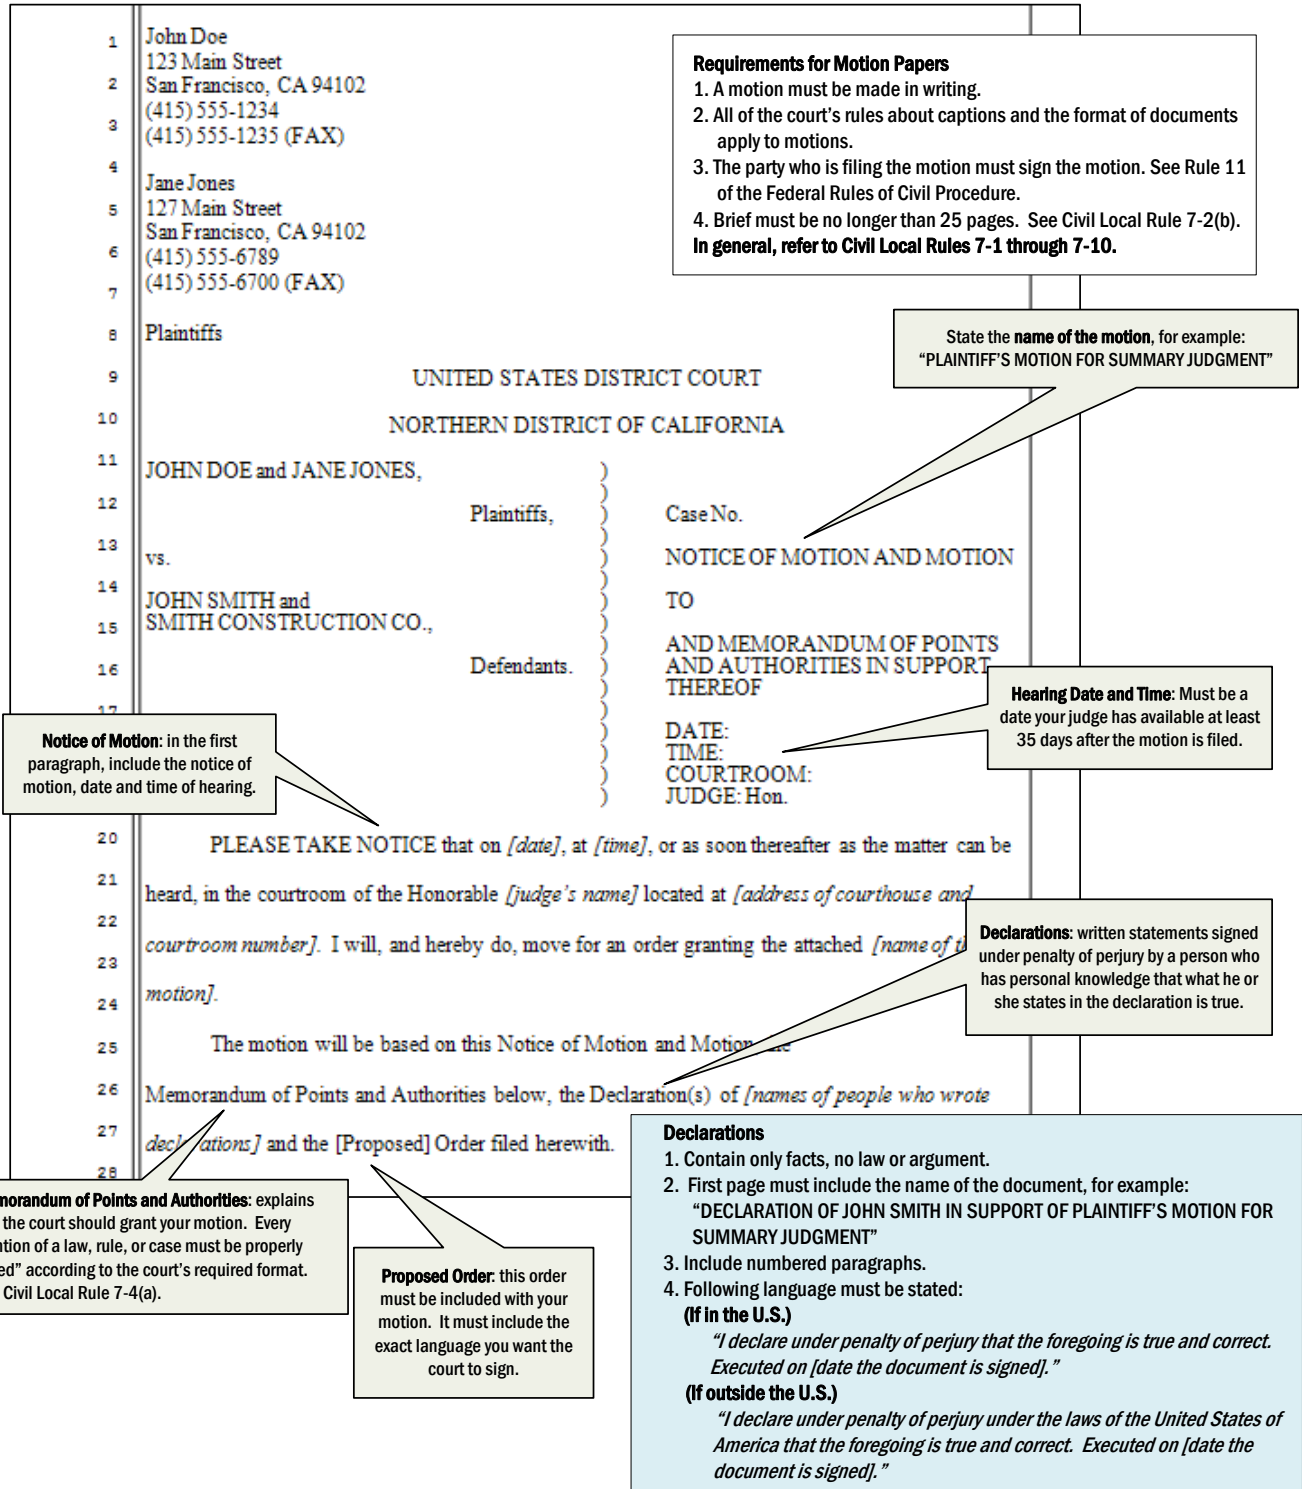 1 John Doe
123 Main Street
2 San Francisco, CA 94102
(415) 555-1234
3 (415) 555-1235 (FAX)
4
Jane Jones
5 127 Main Street
San Francisco, CA 94102
6 (415) 555-6789
7 (415) 555-6700 (FAX)
8 Plaintiffs
Requirements for Motion Papers
1. A motion must be made in writing.
2. All of the court's rules about captions and the format of documents
apply to motions.
3. The party who is filing the motion must sign the motion. See Rule 11
of the Federal Rules of Civil Procedure.
4. Brief must be no longer than 25 pages. See Civil Local Rule 7-2(b).
In general, refer to Civil Local Rules 7-1 through 7-10.
State the name of the motion, for example:
“PLAINTIFF'S MOTION FOR SUMMARY JUDGMENT”
9 UNITED STATES DISTRICT COURT
10 NORTHERN DISTRICT OF CALIFORNIA
11 JOHN DOE and JANE JONES, )
)
12 Plaintiffs, ) Case No.
)
13 vs. ) NOTICE OF MOTION AND MOTION
)
14 JOHN SMITH and ) TO
15 SMITH CONSTRUCTION CO., )
) AND MEMORANDUM OF POINTS
16 Defendants. ) AND AUTHORITIES IN SUPPORT
) THEREOF
17 )
) DATE:
) TIME:
) COURTROOM:
) JUDGE: Hon.
Hearing Date and Time: Must be a
date your judge has available at least
35 days after the motion is filed.
Notice of Motion: in the first
paragraph, include the notice of
motion, date and time of hearing.
20 PLEASE TAKE NOTICE that on [date], at [time], or as soon thereafter as the matter can be
21 heard, in the courtroom of the Honorable [judge's name] located at [address of courthouse and
22
courtroom number]. I will, and hereby do, move for an order granting the attached [name of
23
24 motion].
Declarations: written statements signed
under penalty of perjury by a person who
has personal knowledge that what he or
she states in the declaration is true.
25 The motion will be based on this Notice of Motion and Motion
26 Memorandum of Points and Authorities below, the Declaration(s) of [names of people who wrote
27 declarations] and the [Proposed] Order filed herewith.
28
Points and Authorities: explains
the court should grant your motion. Every
of a law, rule, or case must be properly
according to the court's required format.
Civil Local Rule 7-4(a).
Proposed Order: this order
must be included with your
motion. It must include the
exact language you want the
court to sign.
Declarations
1. Contain only facts, no law or argument.
2. First page must include the name of the document, for example:
“DECLARATION OF JOHN SMITH IN SUPPORT OF PLAINTIFF'S MOTION FOR
SUMMARY JUDGMENT”
3. Include numbered paragraphs.
4. Following language must be stated:
(If in the U.S.)
“I declare under penalty of perjury that the foregoing is true and correct.
Executed on [date the document is signed].”
(If outside the U.S.)
“I declare under penalty of perjury under the laws of the United States of
America that the foregoing is true and correct. Executed on [date the
document is signed].”